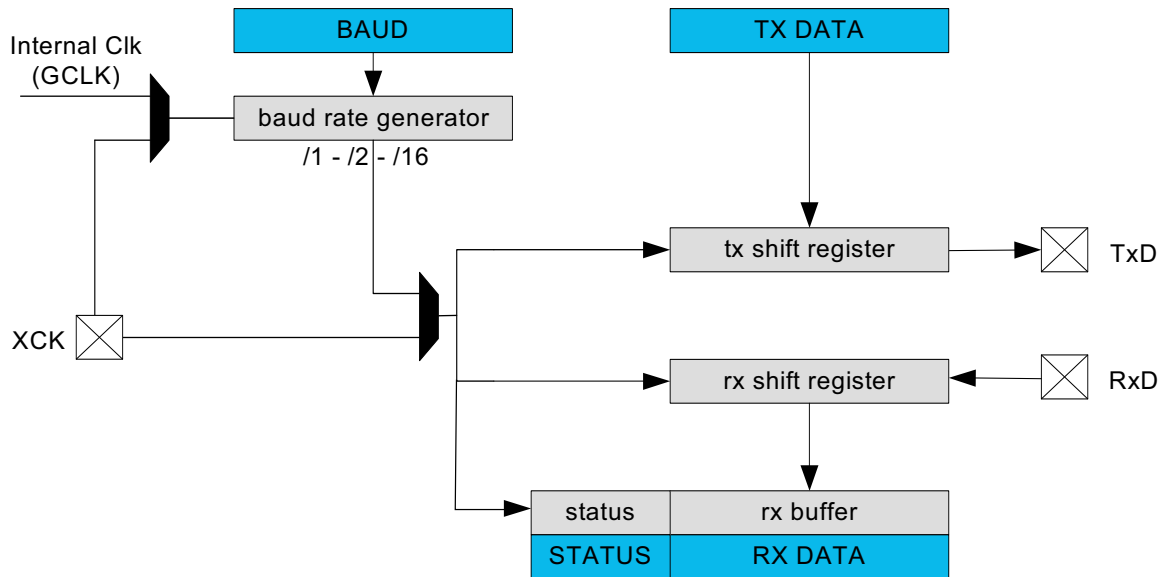 BAUD
TX DATA
Internal Clk
(GCLK)
baud rate generator
/1 - /2 - /16
tx shift register
TxD
XCK
rx shift register
RxD
status
rx buffer
STATUS
RX DATA